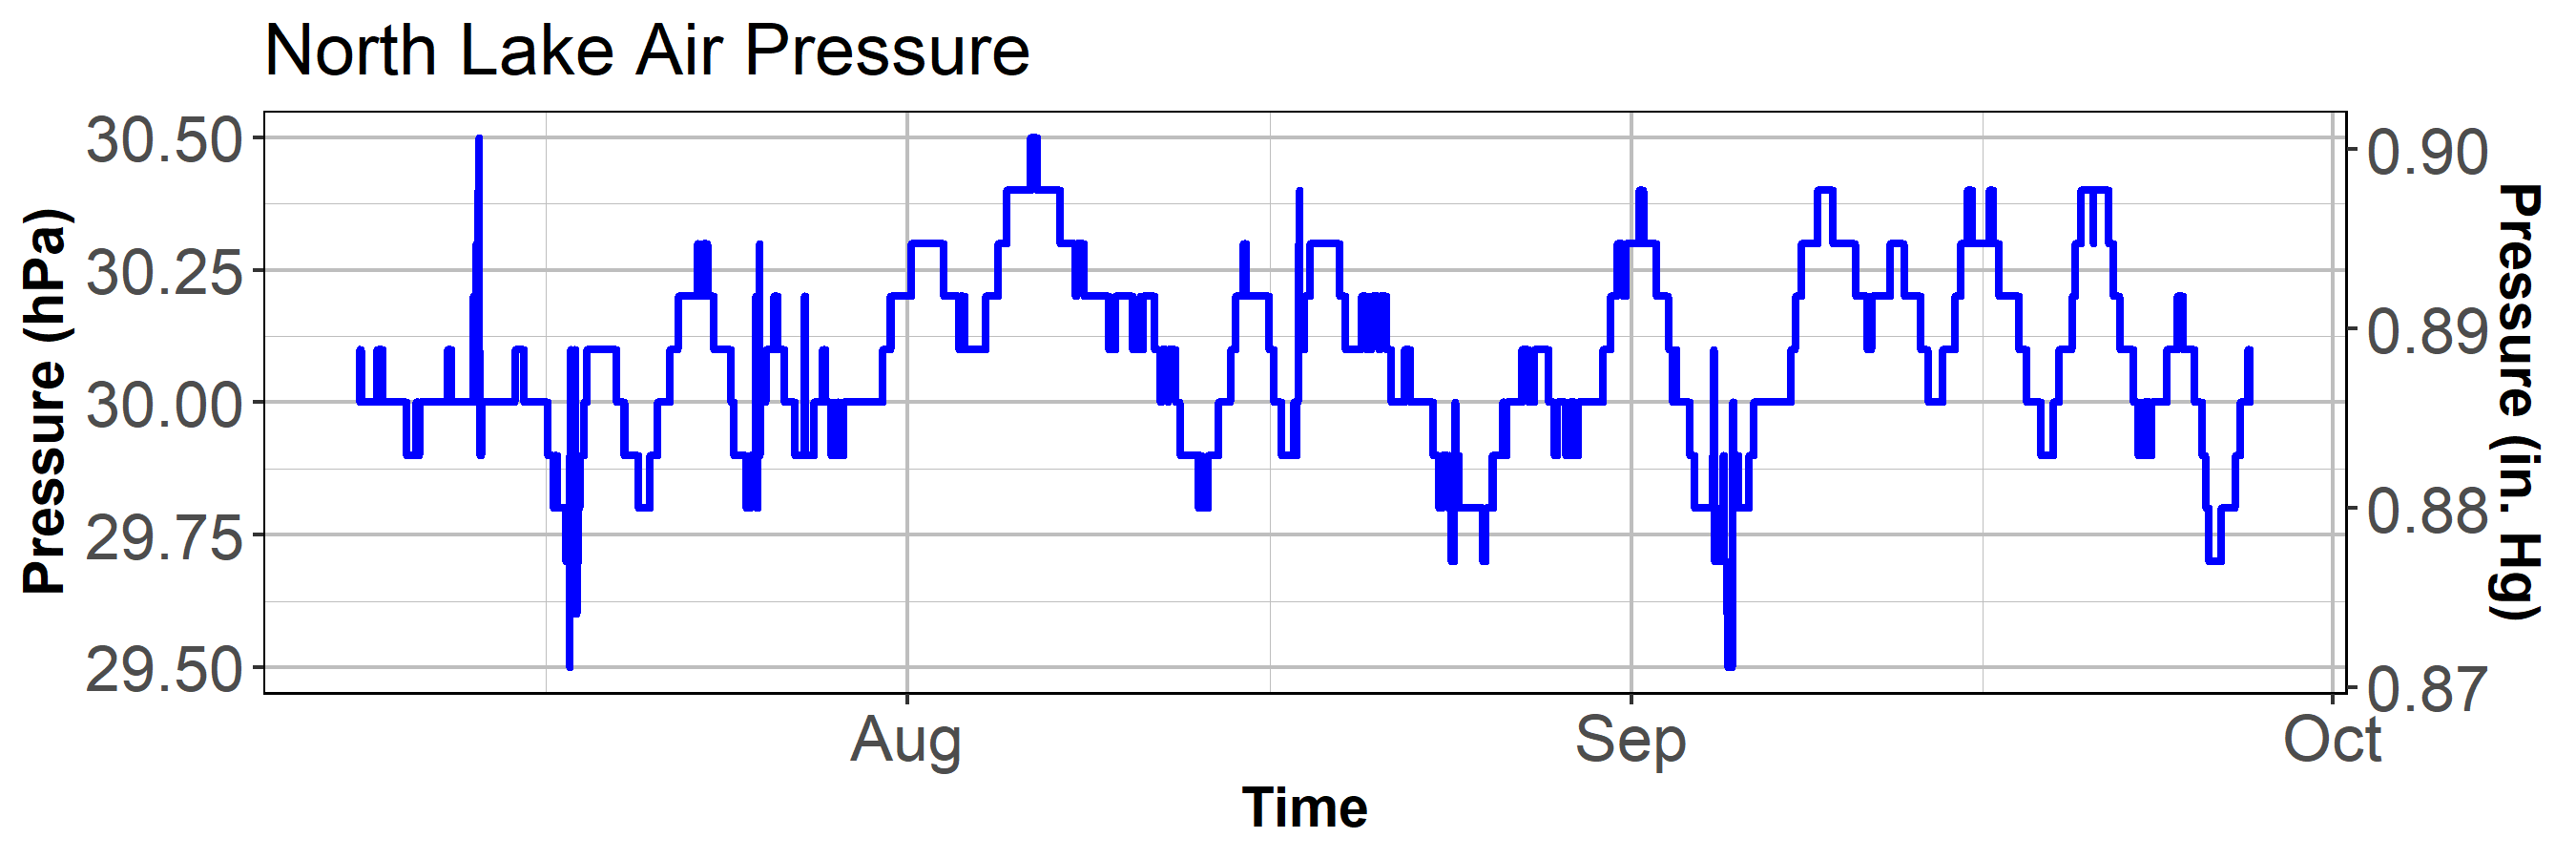 North Lake Air Pressure
Pressure (hPa)
30.50
30.25
30.00
29.75
29.50
0.90
0.89
0.88
0.87
Pressure (in. Hg)
Aug Sep Oct
Time